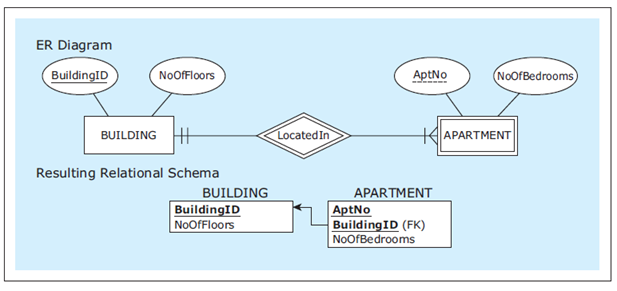 ER Diagram
BuildingID
NoOfFloors
AptNo
NoOfBedrooms
BUILDING
LocatedIn
APARTMENT
Resulting Relational Schema
BUILDING
BuildingID
NoOfFloors
APARTMENT
AptNo
BuildingID (FK)
NoOfBedrooms